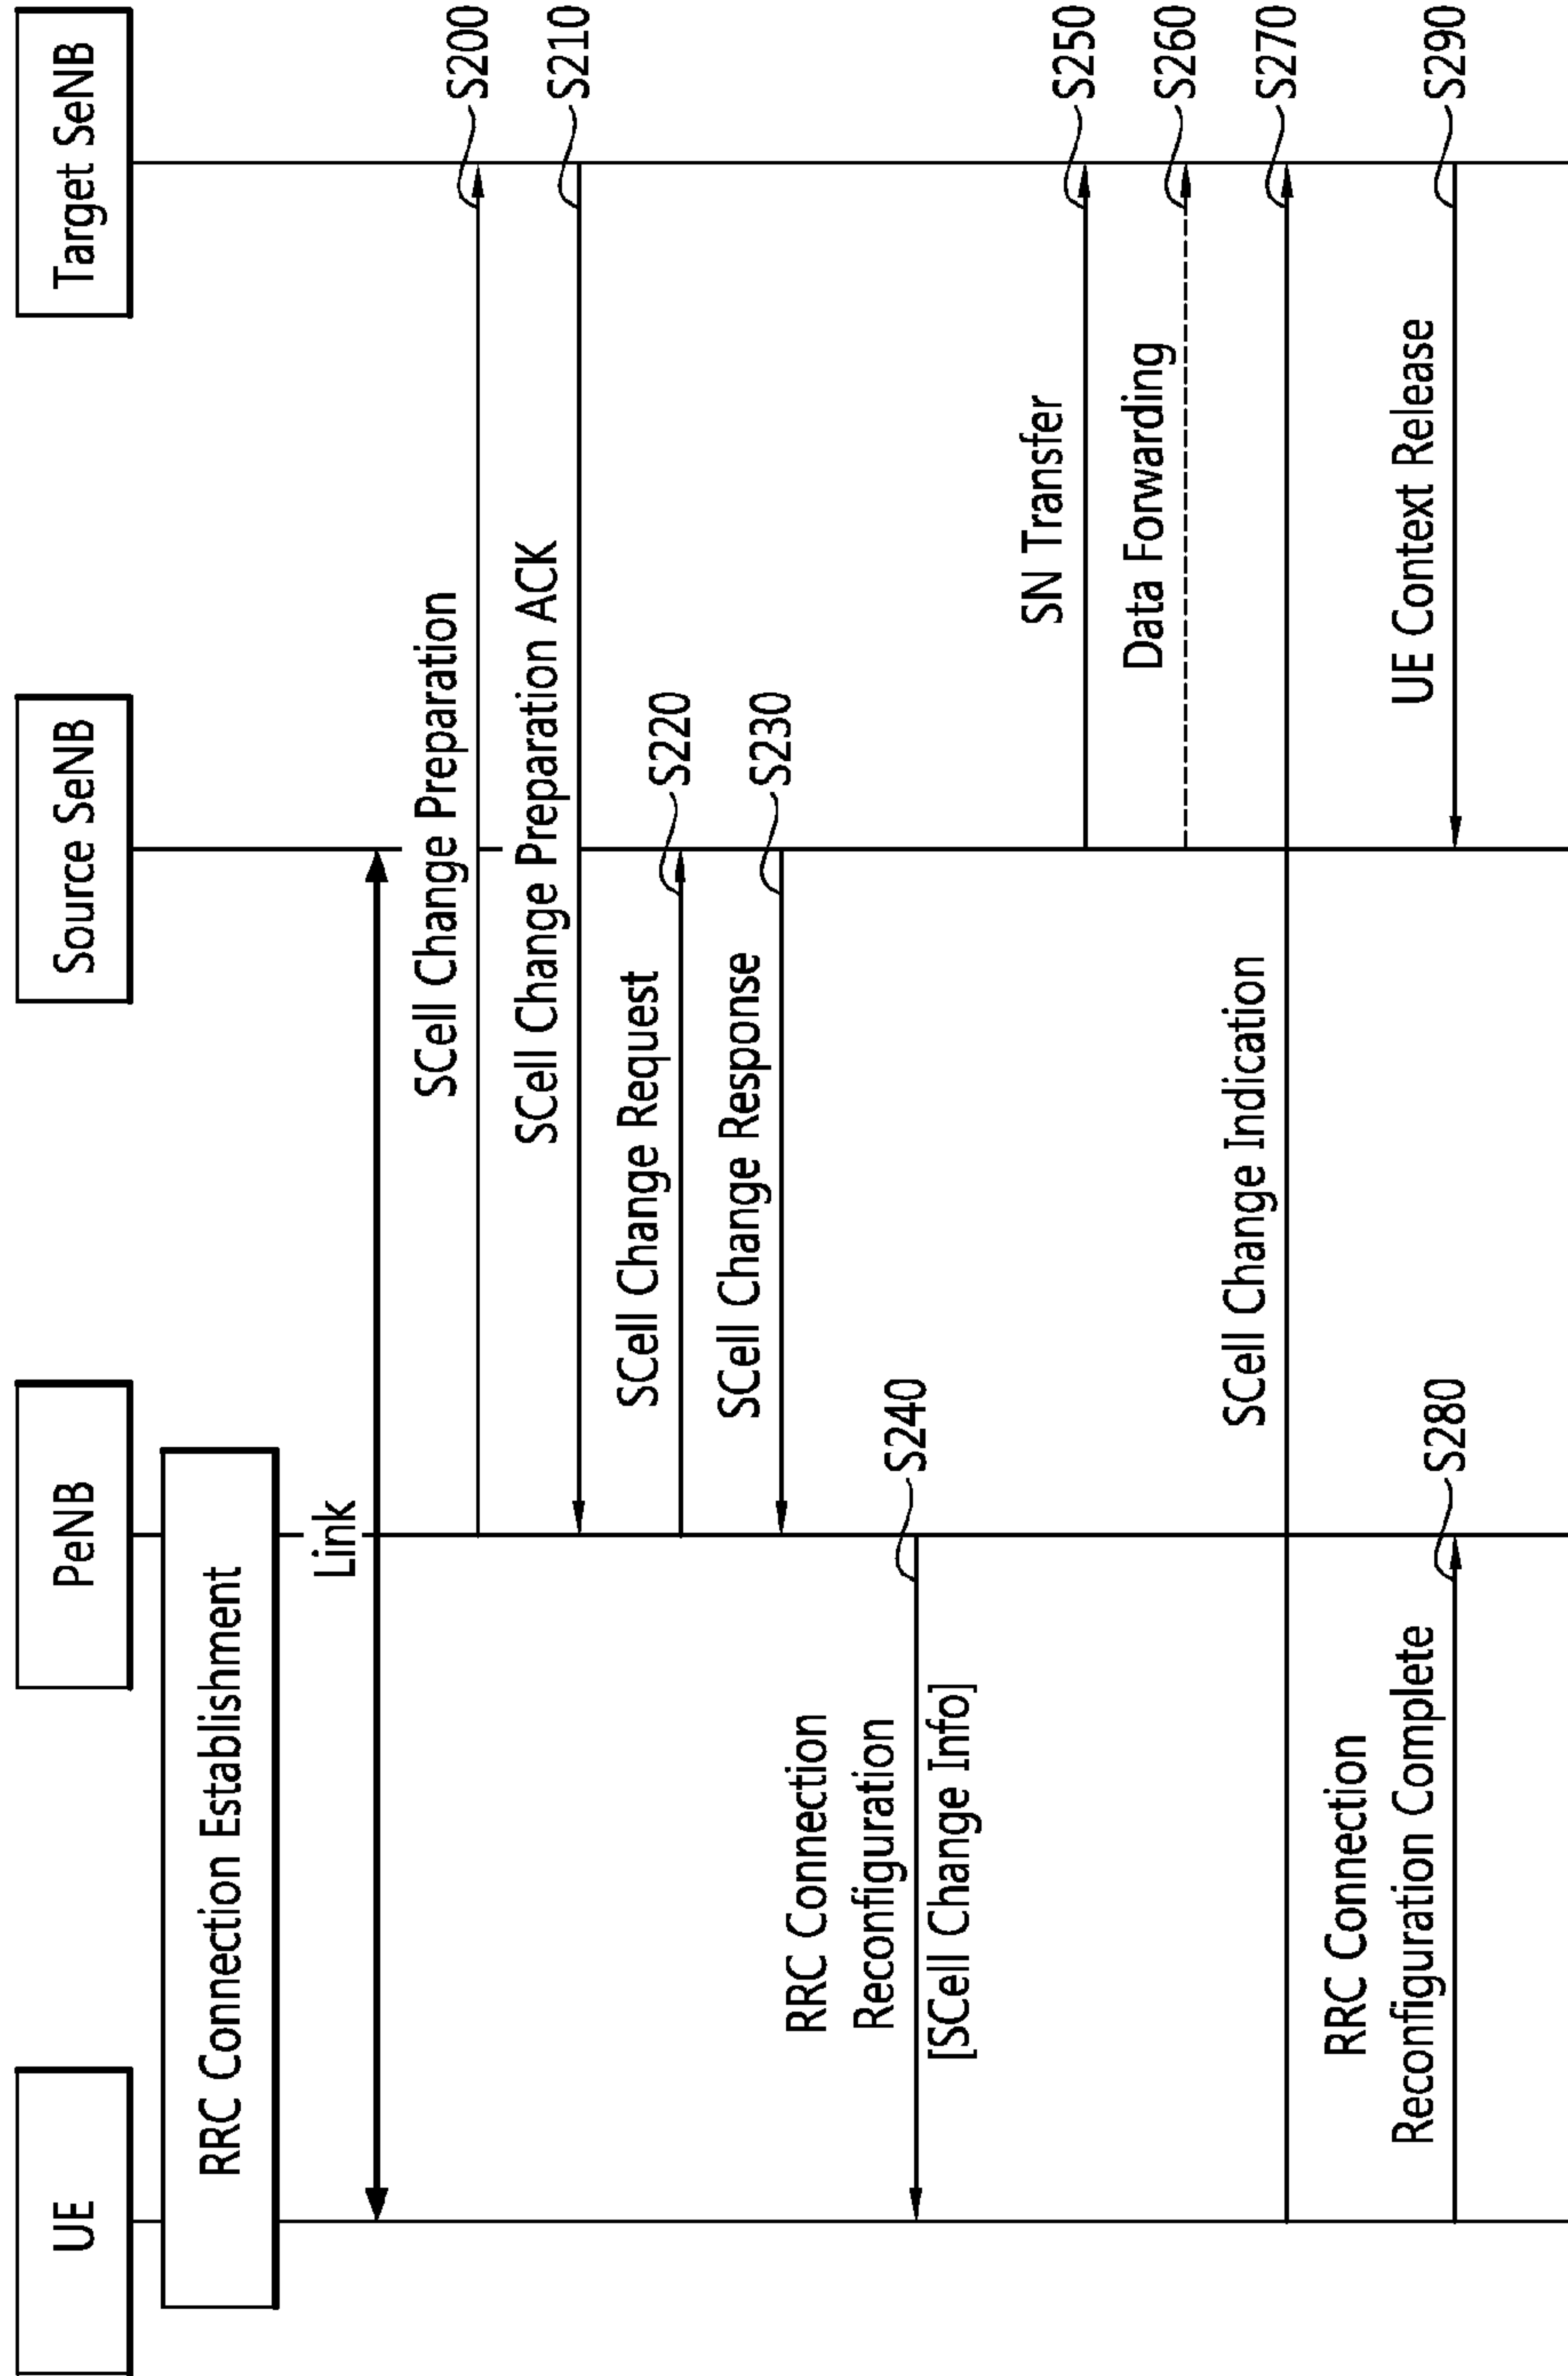 UE
PeNB
Source SeNB
Target SeNB
RRC Connection Establishment
Link
SCell Change Preparation
S200
SCell Change Preparation ACK
S210
SCell Change Request
S220
SCell Change Response
S230
RRC Connection
Reconfiguration
S240
[SCell Change Info]
SN Transfer
S250
Data Forwarding
S260
SCell Change Indication
S270
RRC Connection
Reconfiguration Complete
S280
UE Context Release
S290